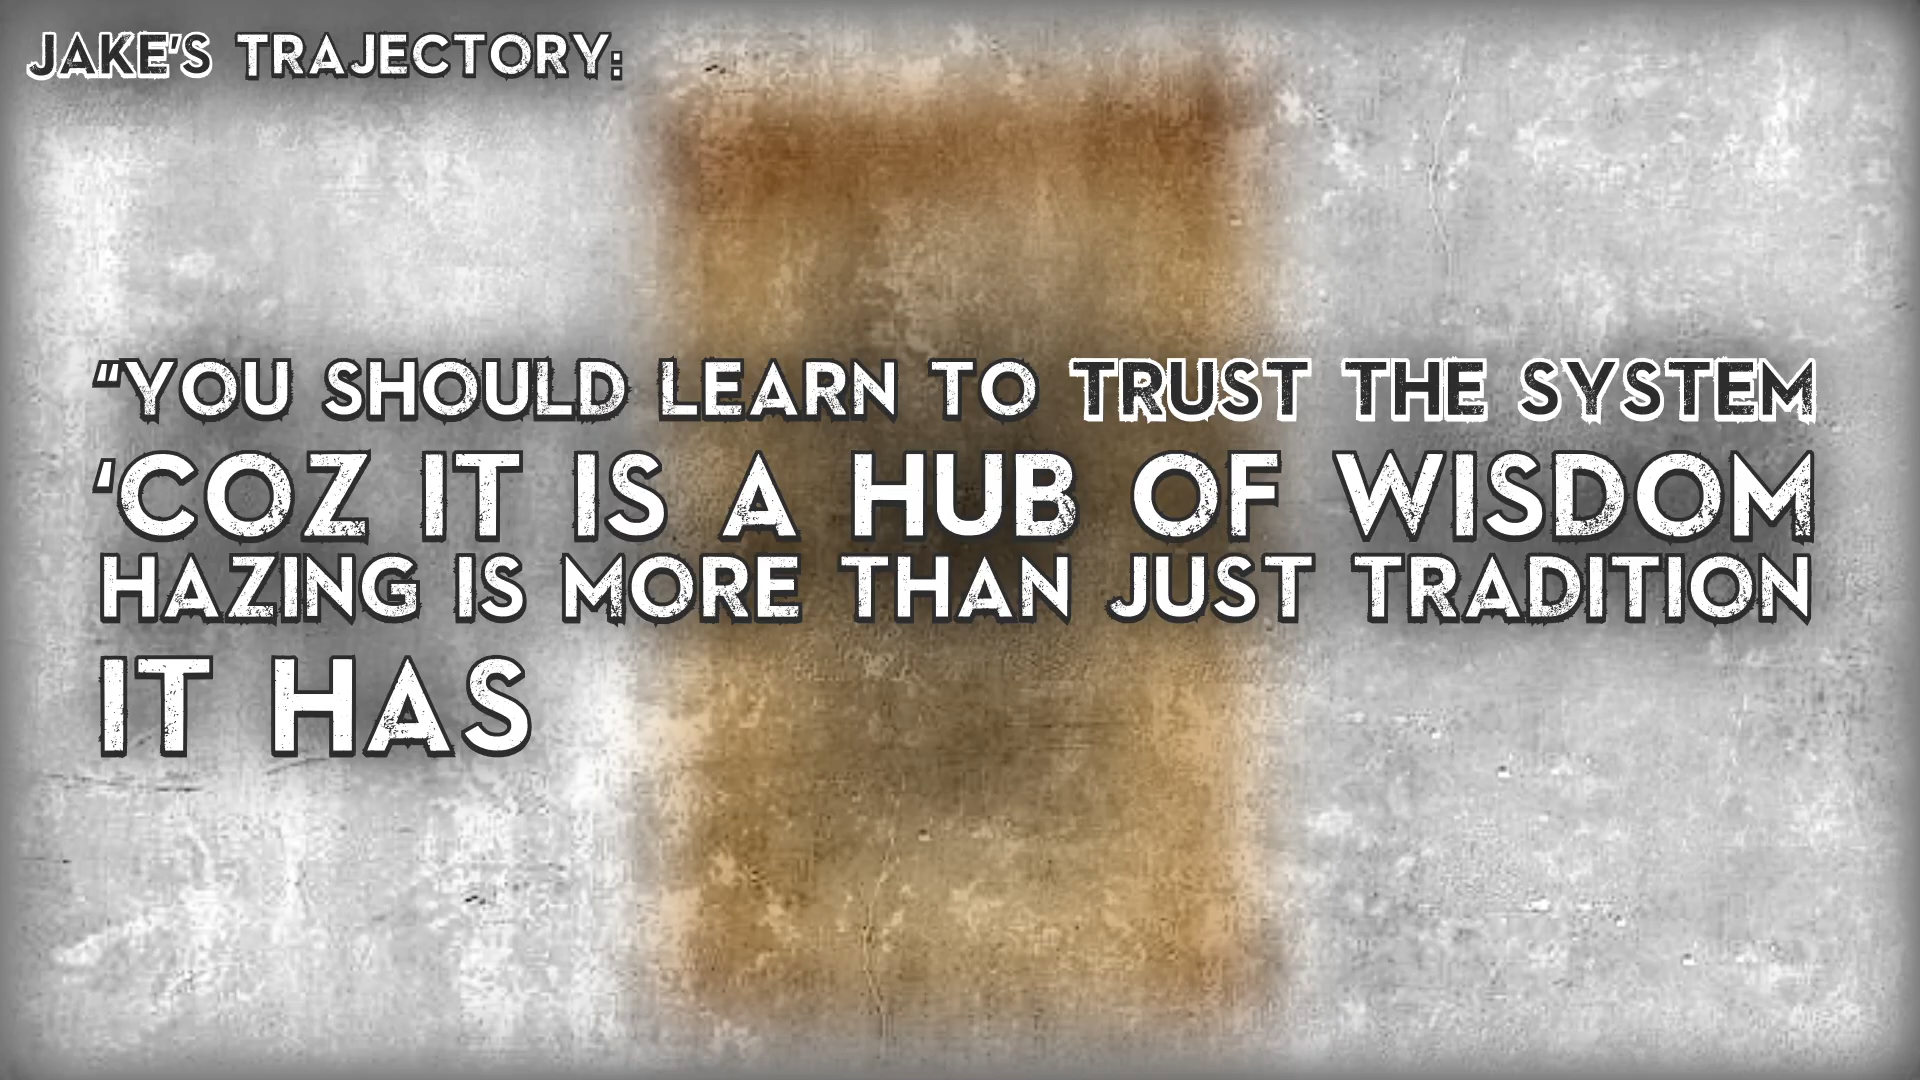 JAKE'S TRAJECTORY:
"YOU SHOULD LEARN TO TRUST THE SYSTEM
'COZ IT IS A HUB OF WISDOM
HAZING IS MORE THAN JUST TRADITION
IT HAS